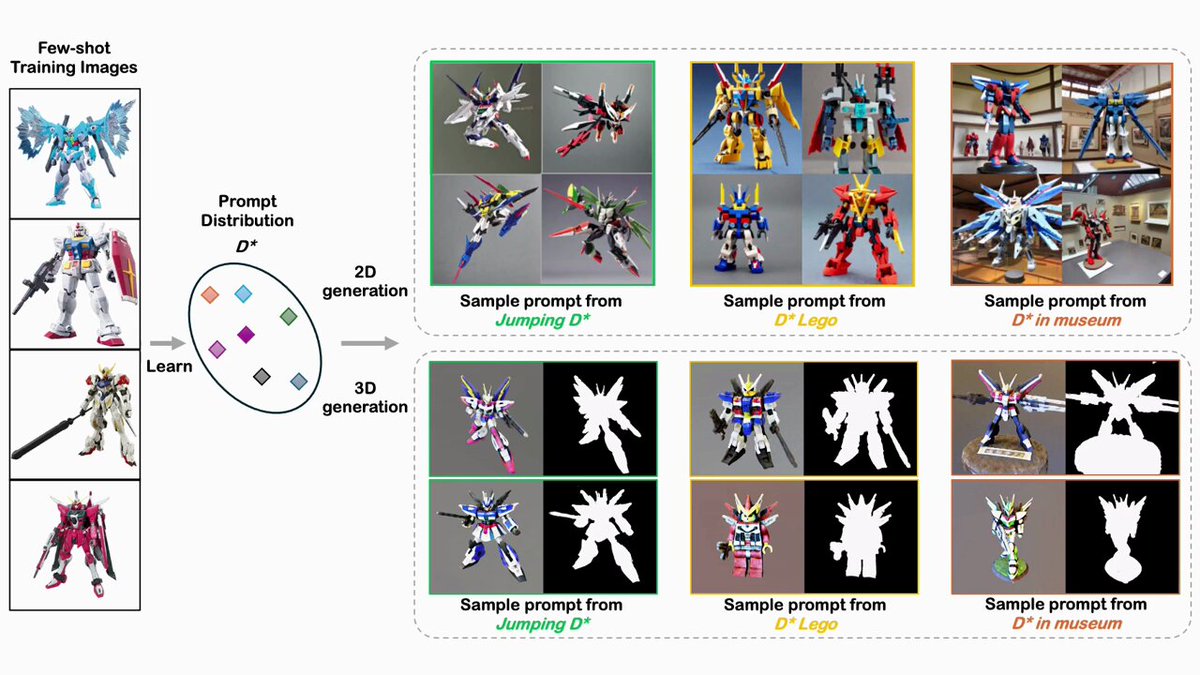 Few-shot
Training Images
Learn
Prompt
Distribution
D*
2D
generation
3D
generation
Sample prompt from
Jumping D*
Sample prompt from
D* Lego
Sample prompt from
D* in museum
Sample prompt from
Jumping D*
Sample prompt from
D* Lego
Sample prompt from
D* in museum